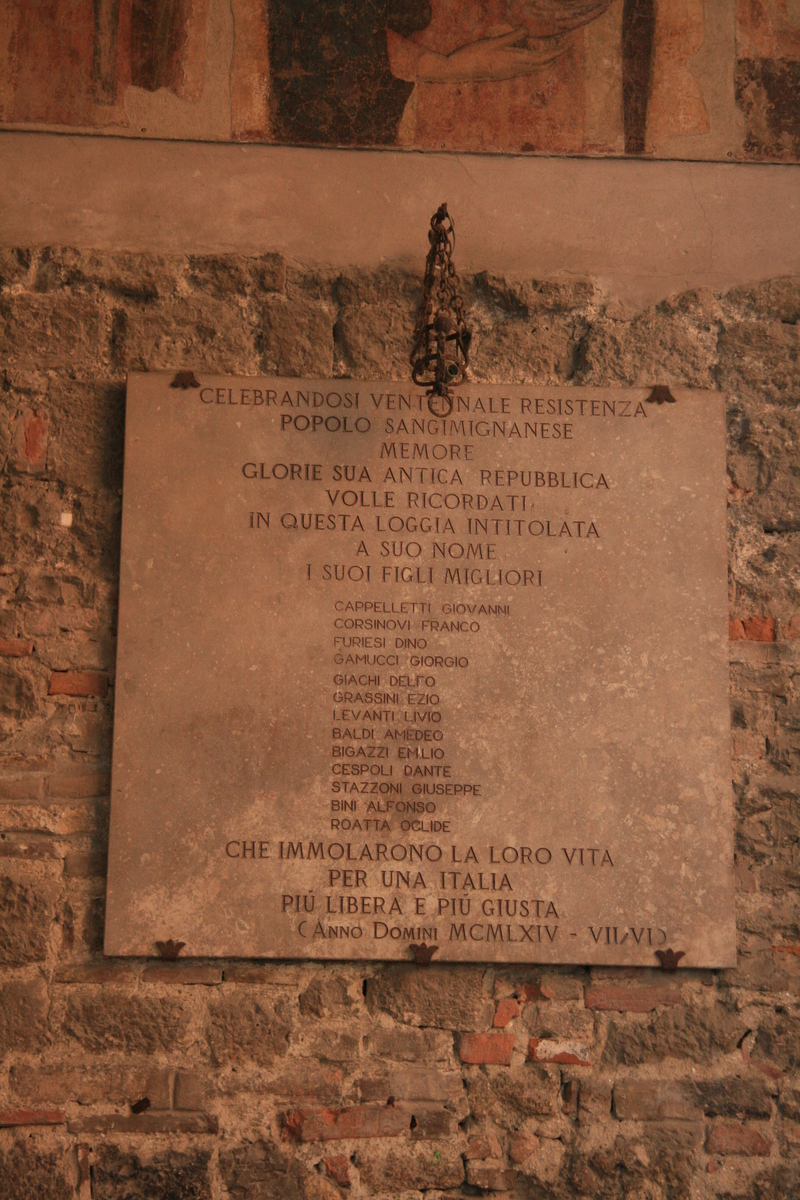 CELEBRANDOSI VENTENNALE RESISTENZA
POPOLO SANGIMIGNANESE
MEMORE
GLORIE SUA ANTICA REPUBBLICA
VOLLE RICORDATI
IN QUESTA LOGGIA INTITOLATA
A SUO NOME
I SUOI FIGLI MIGLIORI
CAPPELLETTI GIOVANNI
CORSINOVI FRANCO
FURIESI DINO
GAMUCCI GIORGIO
GIACHI DELFO
GRASSINI EZIO
LEVANTI LIVIO
BALDI AMEDEO
BIGAZZI EMILIO
CESPOLI DANTE
STAZZONI GIUSEPPE
BINI ALFONSO
ROATTA OCLIDE
CHE IMMOLARONO LA LORO VITA
PER UNA ITALIA
PIÚ LIBERA E PIÚ GIUSTA
(ANNO DOMINI MCMLXIV - VII/VI)